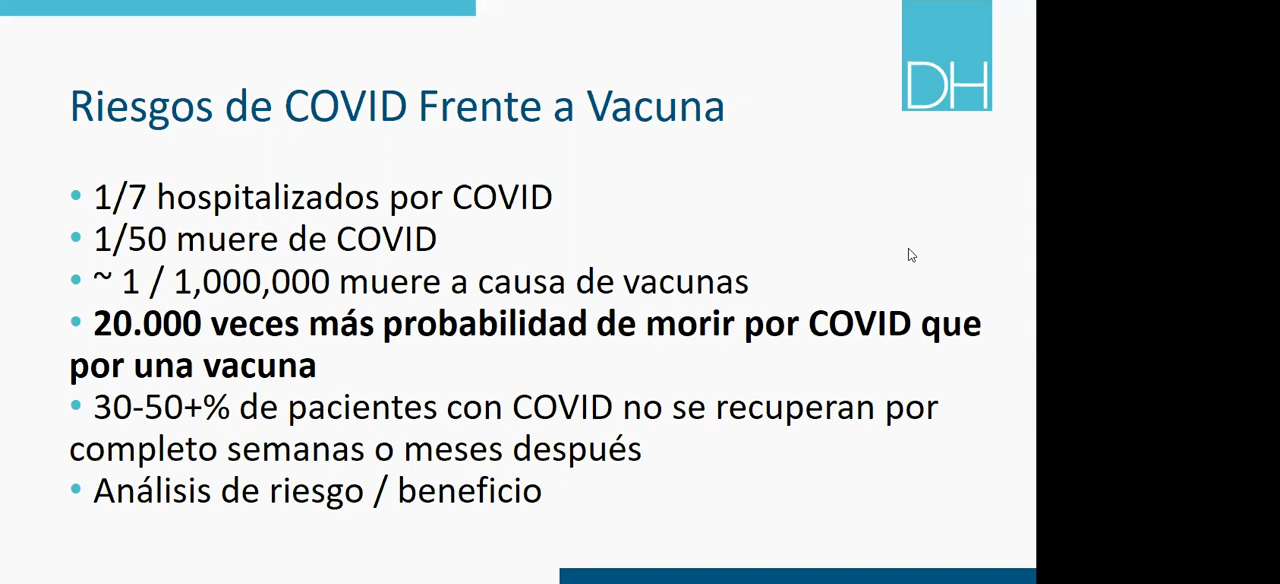 DH
Riesgos de COVID Frente a Vacuna
• 1/7 hospitalizados por COVID
• 1/50 muere de COVID
• ~ 1 / 1,000,000 muere a causa de vacunas
• 20.000 veces más probabilidad de morir por COVID que
por una vacuna
• 30-50+% de pacientes con COVID no se recuperan por
completo semanas o meses después
• Análisis de riesgo / beneficio